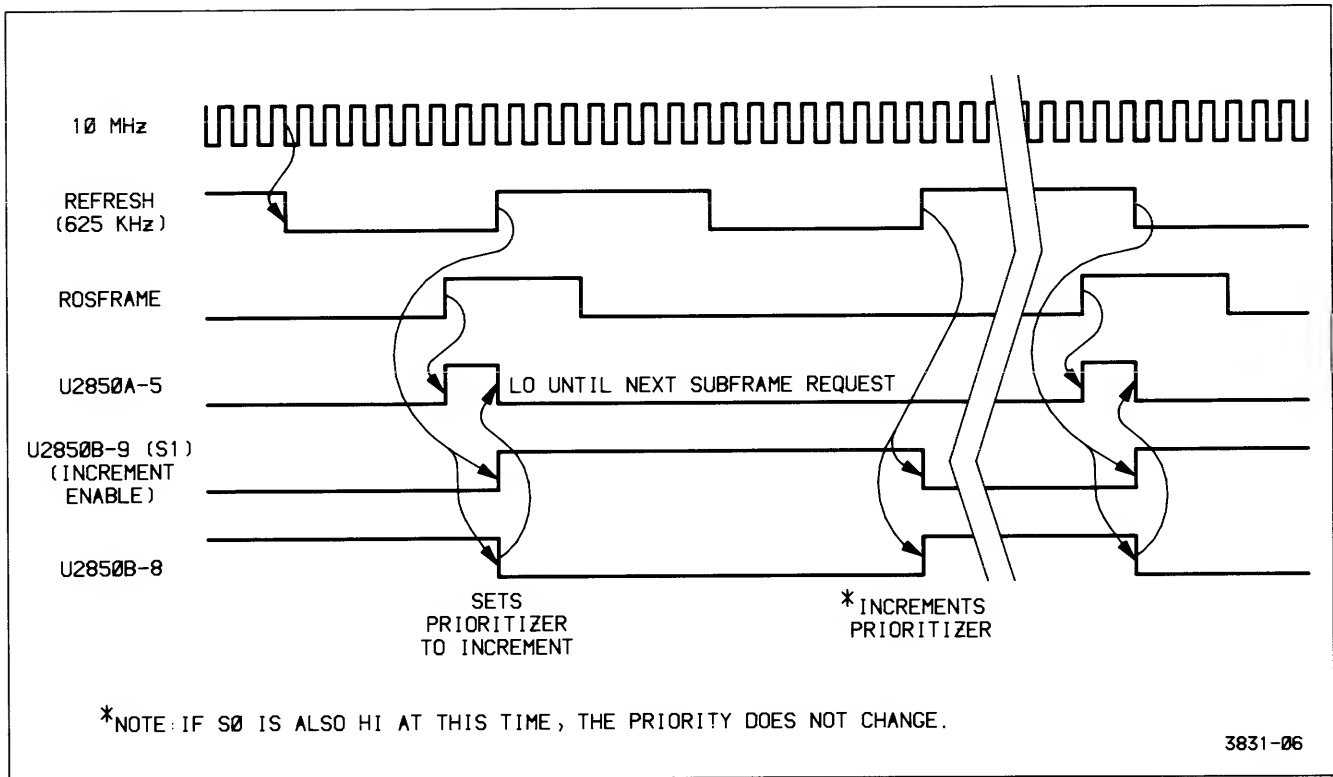 10 MHz
REFRESH
(625 KHz)
ROSFRAME
U2850A-5
LO UNTIL NEXT SUBFRAME REQUEST
U2850B-9 (S1)
(INCREMENT
ENABLE)
U2850B-8
SETS
PRIORITIZER
TO INCREMENT
*INCREMENTS
PRIORITIZER
*NOTE: IF S0 IS ALSO HI AT THIS TIME, THE PRIORITY DOES NOT CHANGE.
3831-06